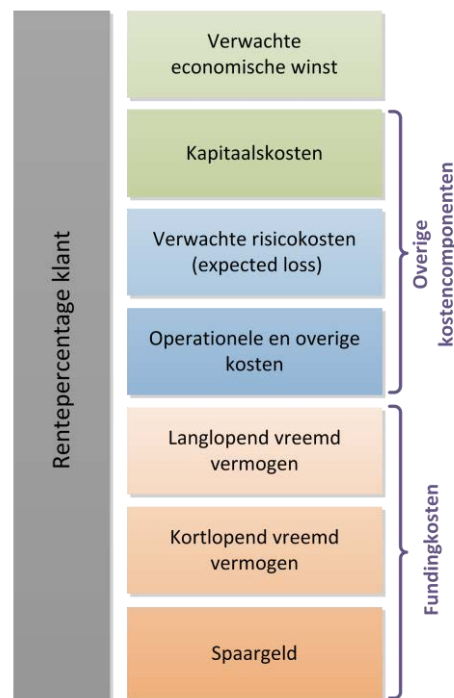 Rentepercentage klant
Verwachte
economische winst
Kapitaalskosten
Verwachte risicokosten
(expected loss)
Operationele en overige
kosten
Overige
kostencomponenten
Langlopend vreemd
vermogen
Kortlopend vreemd
vermogen
Spaargeld
Fundingkosten